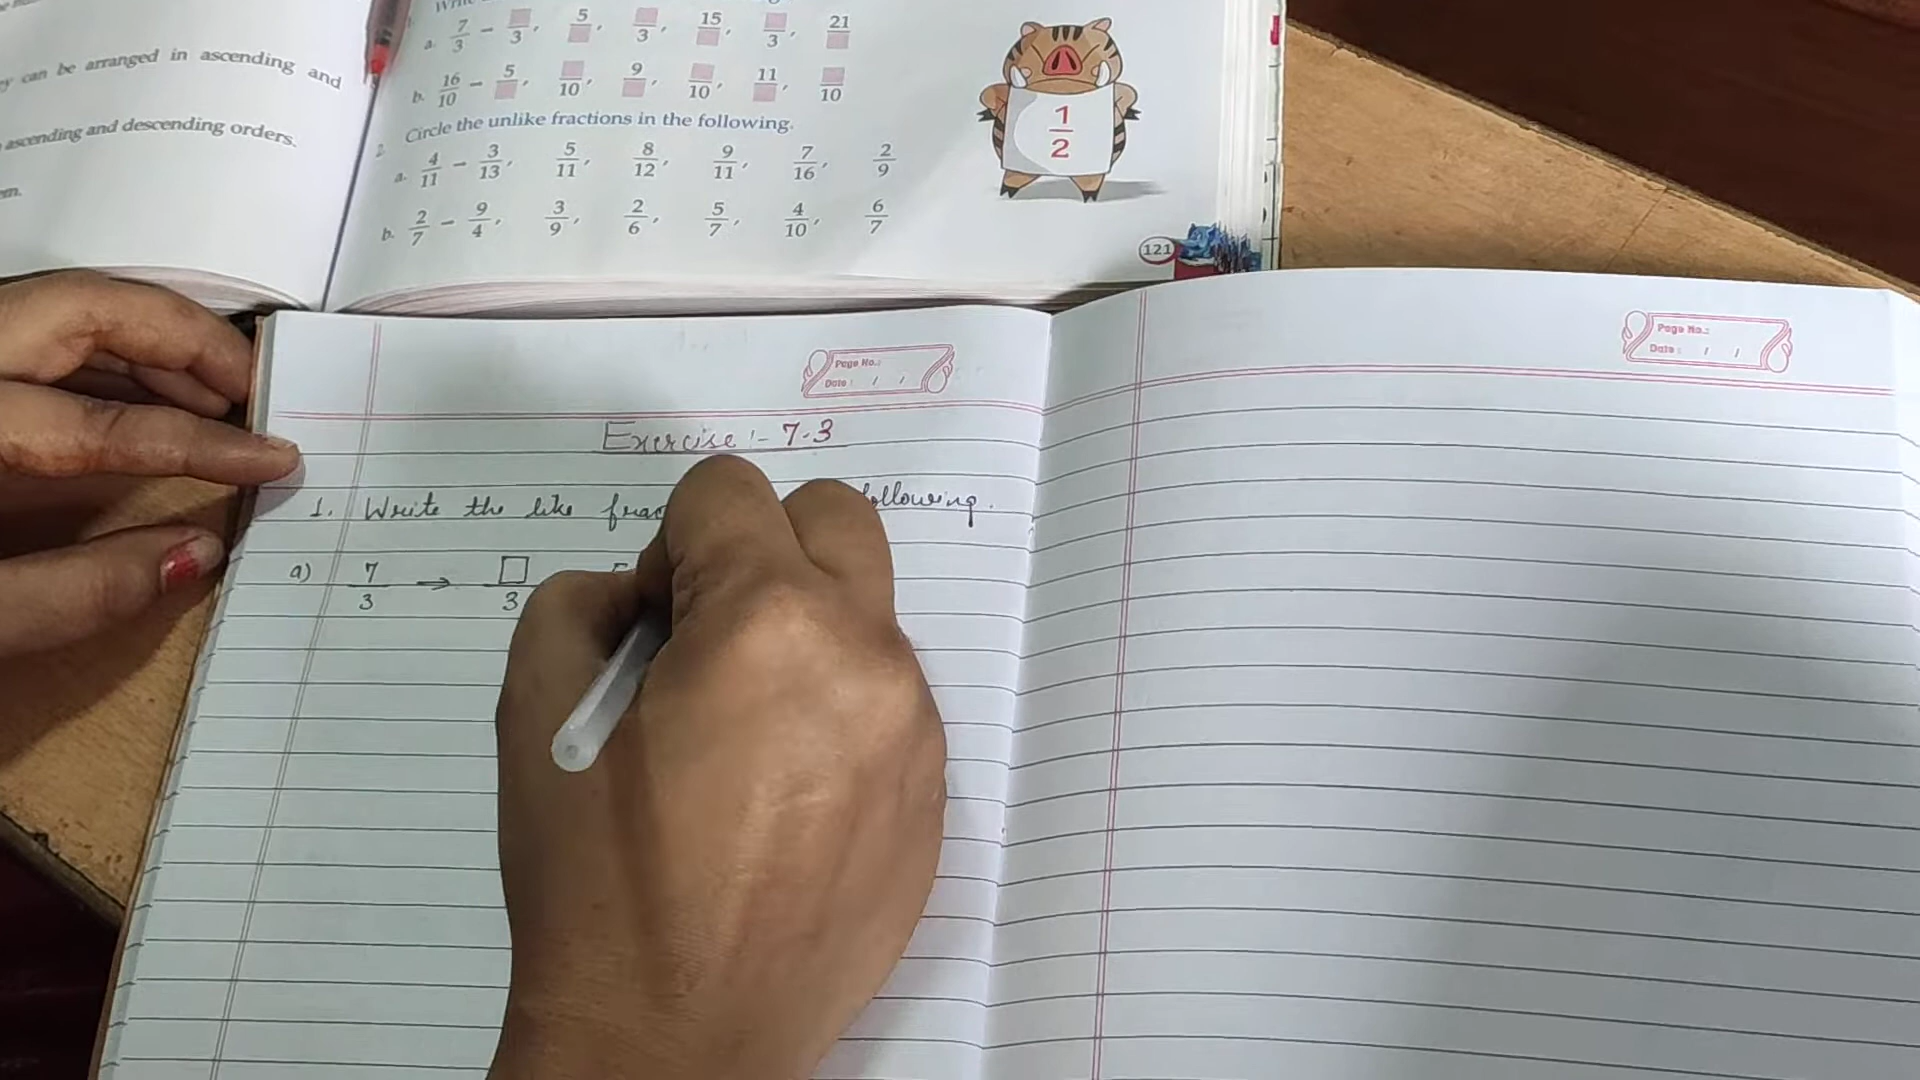 y can be arranged in ascending and
ascending and descending orders.
a. 7/3 – □/3, 5/□, □/3, 15/□, □/3, 21/□
b. 16/10 – 5/□, □/10, 9/□, □/10, 11/□, □/10
2. Circle the unlike fractions in the following.
a. 4/11 – 3/13, 5/11, 8/12, 9/11, 7/16, 2/9
b. 2/7 – 9/4, 3/9, 2/6, 5/7, 4/10, 6/7
1/2
121
Page No.:
Date : / /
Page No.:
Date : / /
Exercise :- 7.3
1. Write the like following.
a) 7/3 → □/3